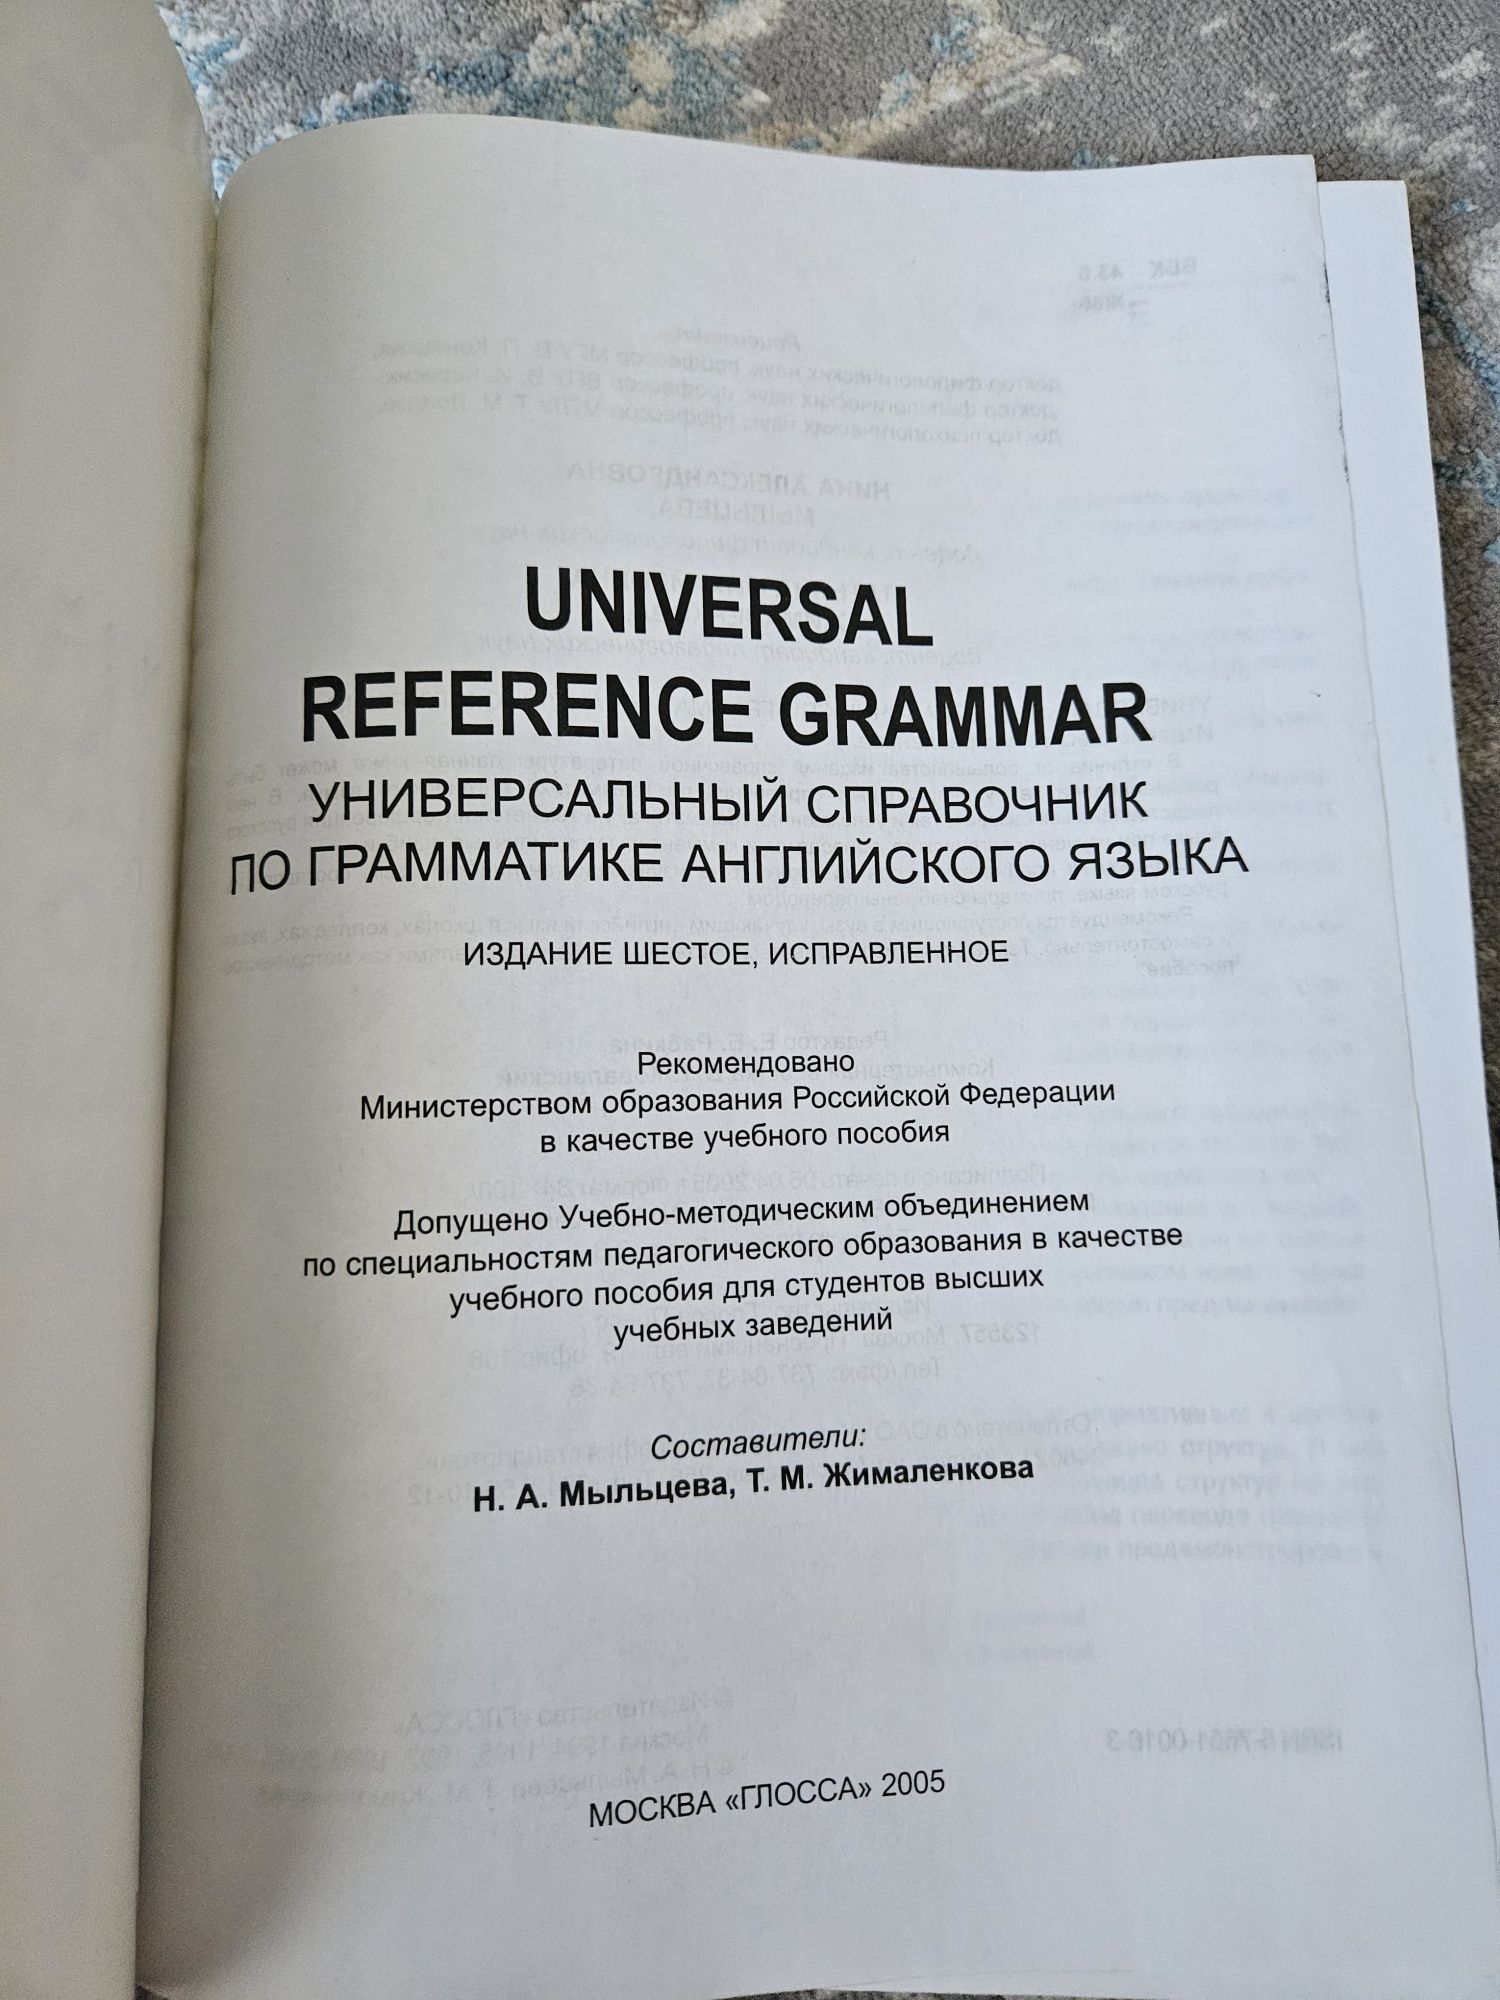 UNIVERSAL
REFERENCE GRAMMAR
УНИВЕРСАЛЬНЫЙ СПРАВОЧНИК
ПО ГРАММАТИКЕ АНГЛИЙСКОГО ЯЗЫКА
ИЗДАНИЕ ШЕСТОЕ, ИСПРАВЛЕННОЕ
Рекомендовано
Министерством образования Российской Федерации
в качестве учебного пособия
Допущено Учебно-методическим объединением
по специальностям педагогического образования в качестве
учебного пособия для студентов высших
учебных заведений
Составители:
Н. А. Мыльцева, Т. М. Жималенкова
МОСКВА «ГЛОССА» 2005